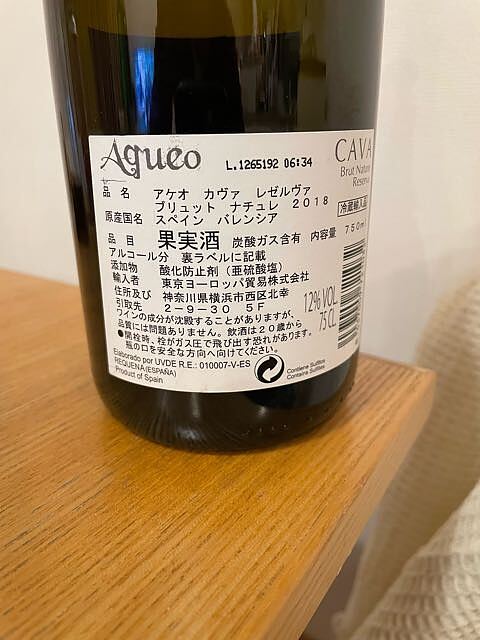 Aqueo
L.1265192 06:34
CAVA
Brut Nature
Reserva
品名 アケオ カヴァ レゼルヴァ
ブリュット ナチュレ 2018
冷蔵輸入品
原産国名 スペイン バレンシア
品目 果実酒 炭酸ガス含有 内容量 750ml
アルコール分 裏ラベルに記載
添加物 酸化防止剤(亜硫酸塩)
輸入者 東京ヨーロッパ貿易株式会社
住所及び 神奈川県横浜市西区北幸
引取先 2-9-30 5F
12% VOL.
75 CL.
ワインの成分が沈殿することがありますが、
品質には問題ありません。飲酒は20歳から。
●開栓時、栓がガス圧で飛び出す恐れがあります。
瓶の口を安全な方向へ向けてください。
Elaborado por UVDE R.E.: 010007-V-ES
REQUENA (ESPAÑA)
Product of Spain
Contiene Sulfitos
Contains Sulfites